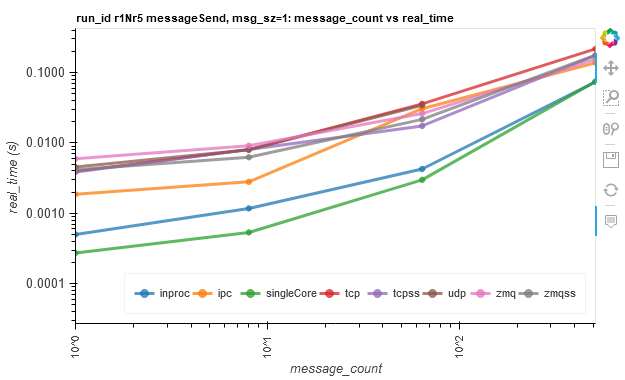 run_id r1Nr5 messageSend, msg_sz=1: message_count vs real_time
real_time (s)
0.1000
0.0100
0.0010
0.0001
inproc ipc singleCore tcp tcpss udp zmq zmqss
10^0 10^1 10^2
message_count